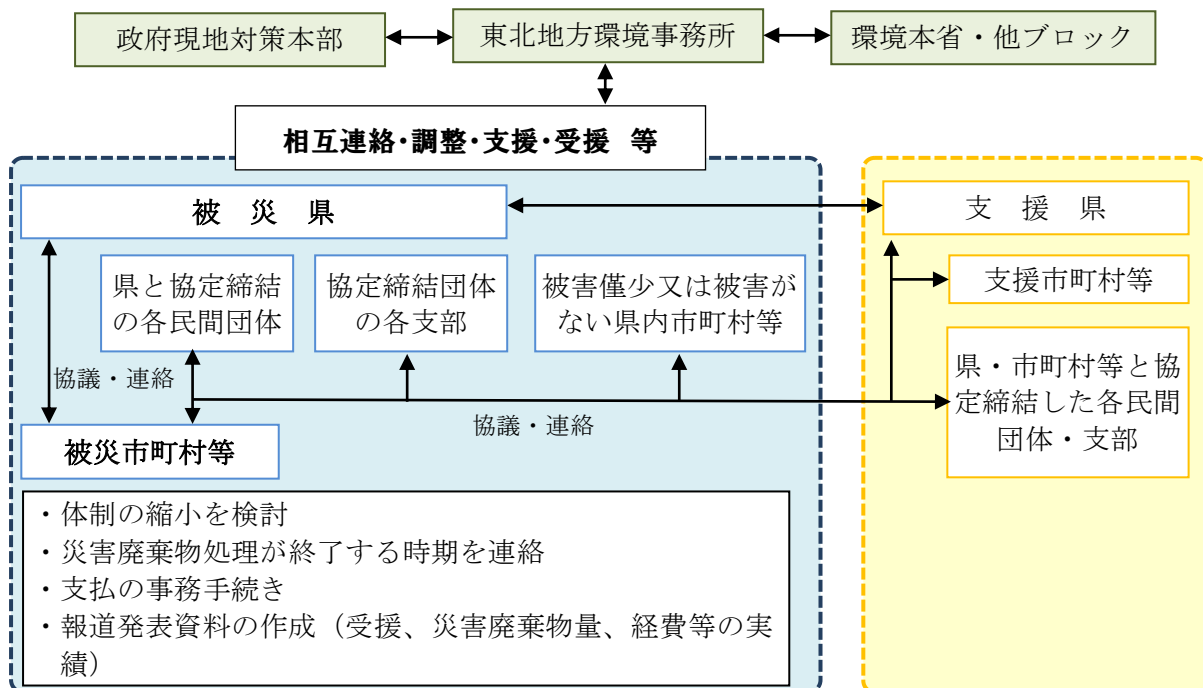 政府現地対策本部
東北地方環境事務所
環境本省・他ブロック
相互連絡・調整・支援・受援 等
被 災 県
支 援 県
県と協定締結
の各民間団体
協定締結団体
の各支部
被害僅少又は被害が
ない県内市町村等
支援市町村等
県・市町村等と協
定締結した各民間
団体・支部
協議・連絡
協議・連絡
被災市町村等
・体制の縮小を検討
・災害廃棄物処理が終了する時期を連絡
・支払の事務手続き
・報道発表資料の作成（受援、災害廃棄物量、経費等の実
績）